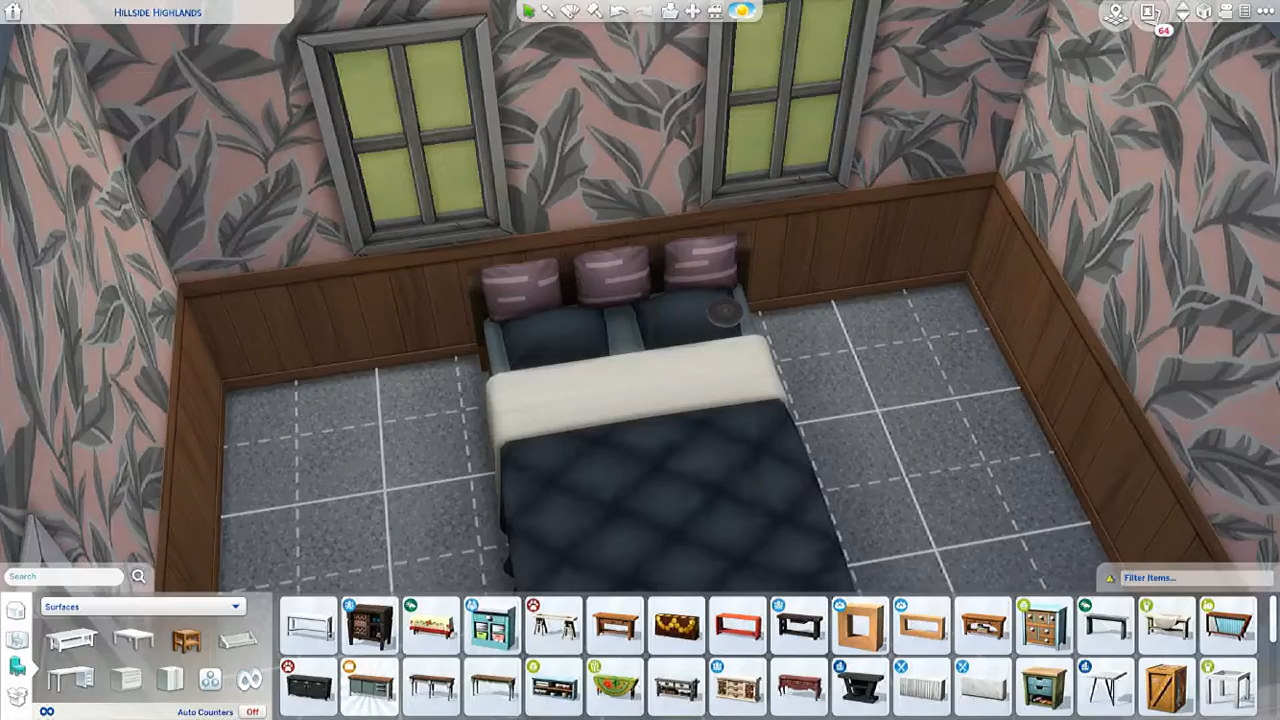 HILLSIDE HIGHLANDS
64
Search
Filter Items...
Surfaces
Auto Counters Off